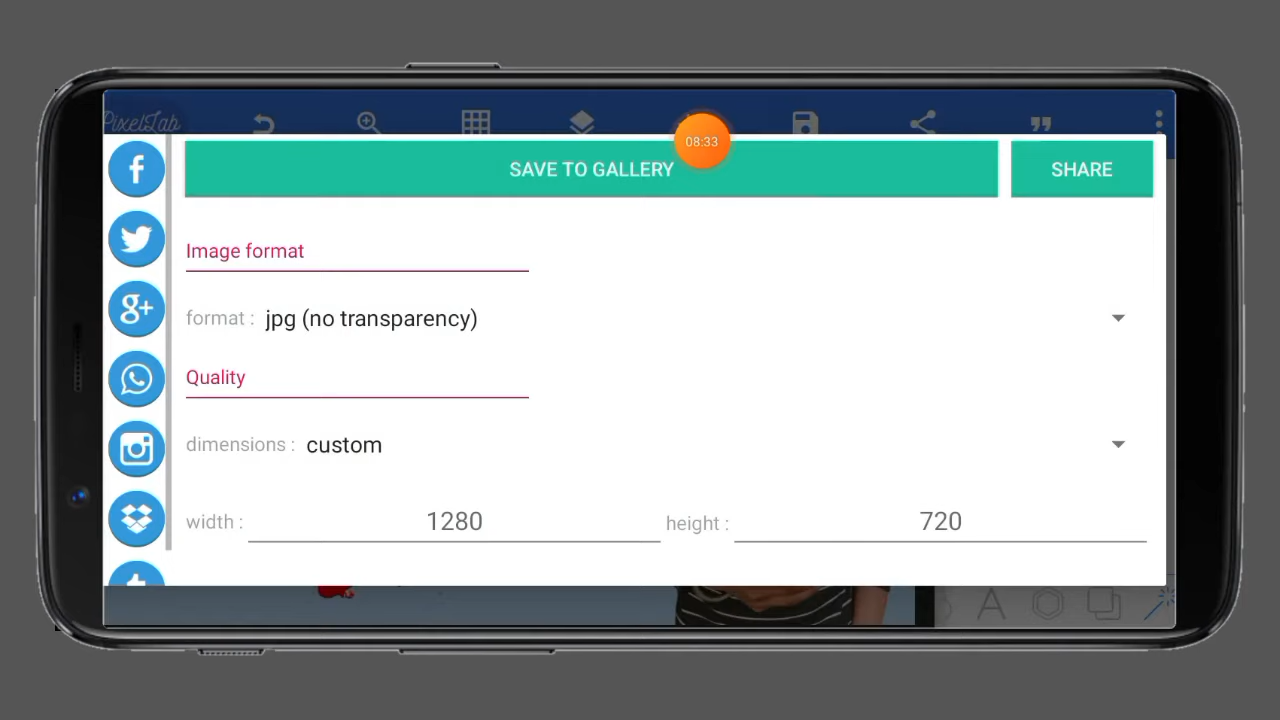 PixelLab
08:33
SAVE TO GALLERY
SHARE
Image format
format : jpg (no transparency)
Quality
dimensions : custom
width : 1280 height : 720